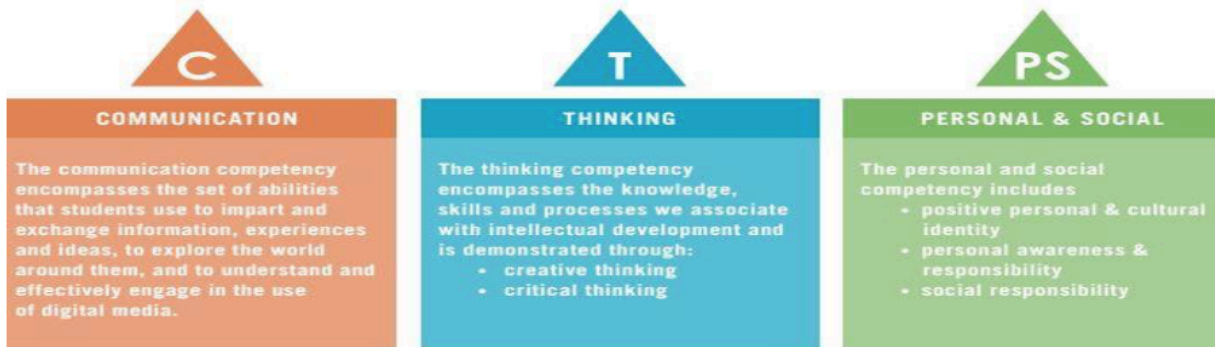 C
COMMUNICATION
The communication competency
encompasses the set of abilities
that students use to impart and
exchange information, experiences
and ideas, to explore the world
around them, and to understand and
effectively engage in the use
of digital media.
T
THINKING
The thinking competency
encompasses the knowledge,
skills and processes we associate
with intellectual development and
is demonstrated through:
• creative thinking
• critical thinking
PS
PERSONAL & SOCIAL
The personal and social
competency includes
• positive personal & cultural
identity
• personal awareness &
responsibility
• social responsibility